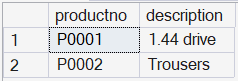 productno description
1 P0001 1.44 drive
2 P0002 Trousers